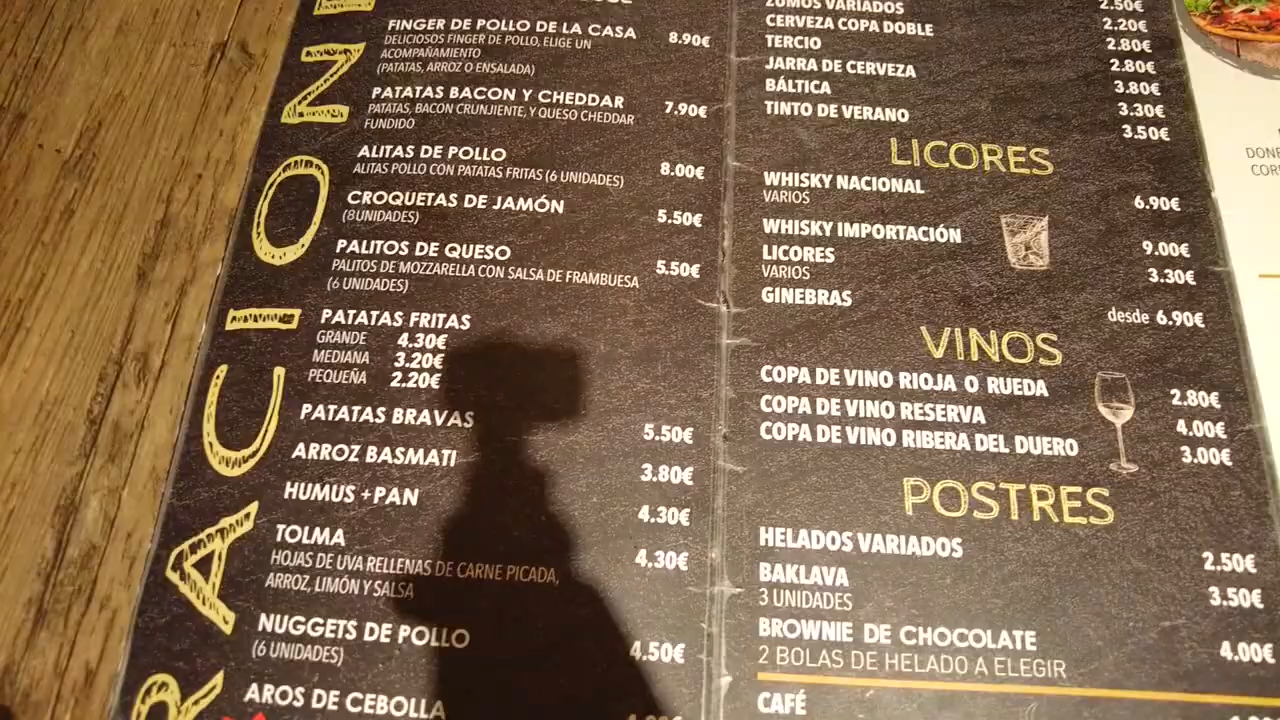 RACIONE
FINGER DE POLLO DE LA CASA 8.90€
DELICIOSOS FINGER DE POLLO, ELIGE UN
ACOMPAÑAMIENTO
(PATATAS, ARROZ O ENSALADA)
PATATAS BACON Y CHEDDAR 7.90€
PATATAS, BACON CRUNJIENTE, Y QUESO CHEDDAR
FUNDIDO
ALITAS DE POLLO 8.00€
ALITAS POLLO CON PATATAS FRITAS (6 UNIDADES)
CROQUETAS DE JAMÓN 5.50€
(8UNIDADES)
PALITOS DE QUESO 5.50€
PALITOS DE MOZZARELLA CON SALSA DE FRAMBUESA
(6 UNIDADES)
PATATAS FRITAS
GRANDE 4.30€
MEDIANA 3.20€
PEQUEÑA 2.20€
PATATAS BRAVAS 5.50€
ARROZ BASMATI 3.80€
HUMUS +PAN 4.30€
TOLMA 4.30€
HOJAS DE UVA RELLENAS DE CARNE PICADA,
ARROZ, LIMÓN Y SALSA
NUGGETS DE POLLO 4.50€
(6 UNIDADES)
AROS DE CEBOLLA
ZUMOS VARIADOS 2.50€
CERVEZA COPA DOBLE 2.20€
TERCIO 2.80€
JARRA DE CERVEZA 2.80€
BÁLTICA 3.80€
TINTO DE VERANO 3.30€
3.50€
LICORES
WHISKY NACIONAL 6.90€
VARIOS
WHISKY IMPORTACIÓN 9.00€
LICORES 3.30€
VARIOS
GINEBRAS desde 6.90€
VINOS
COPA DE VINO RIOJA O RUEDA 2.80€
COPA DE VINO RESERVA 4.00€
COPA DE VINO RIBERA DEL DUERO 3.00€
POSTRES
HELADOS VARIADOS 2.50€
BAKLAVA 3.50€
3 UNIDADES
BROWNIE DE CHOCOLATE 4.00€
2 BOLAS DE HELADO A ELEGIR
CAFÉ